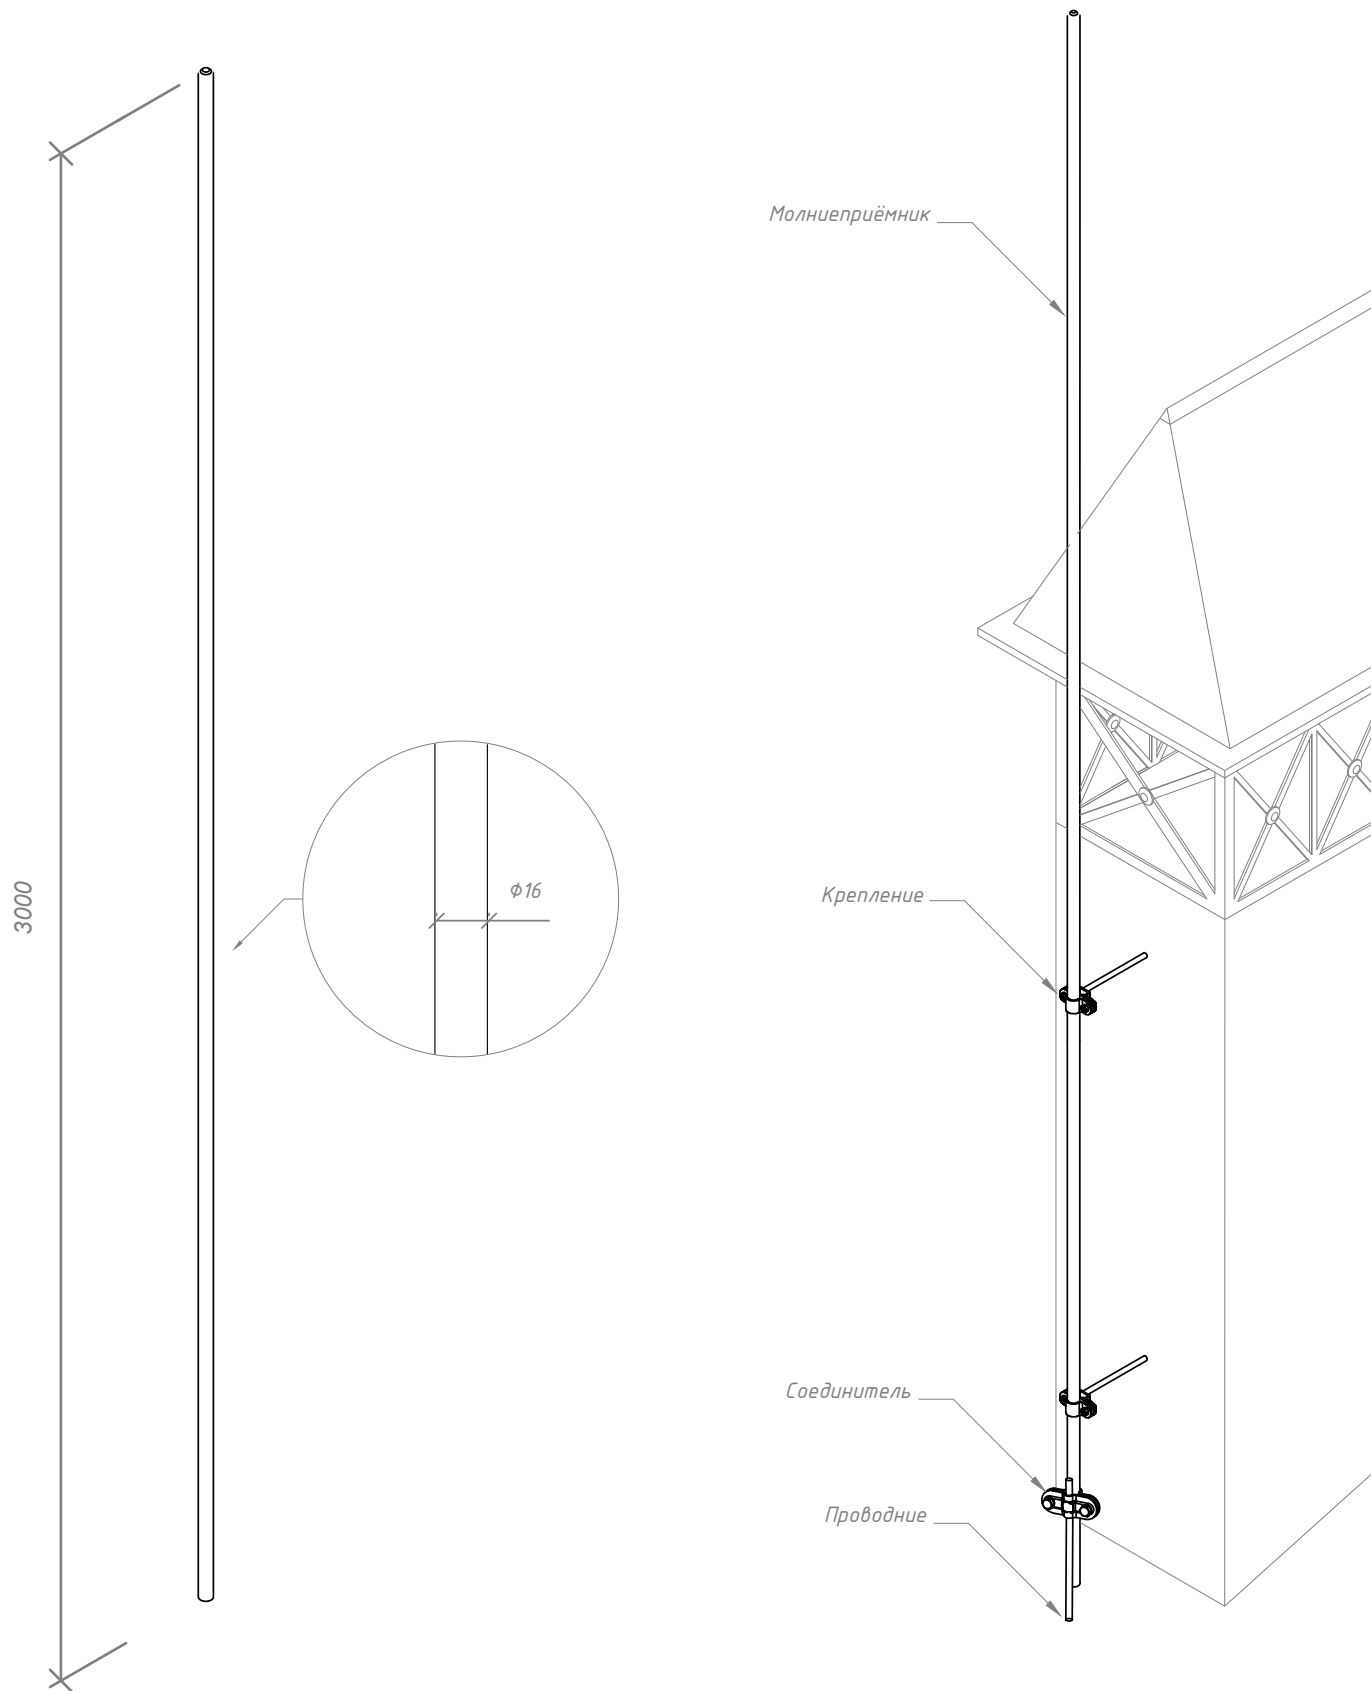 Молниеприёмник
3000
Ф16
Крепление
Соединитель
Проводние